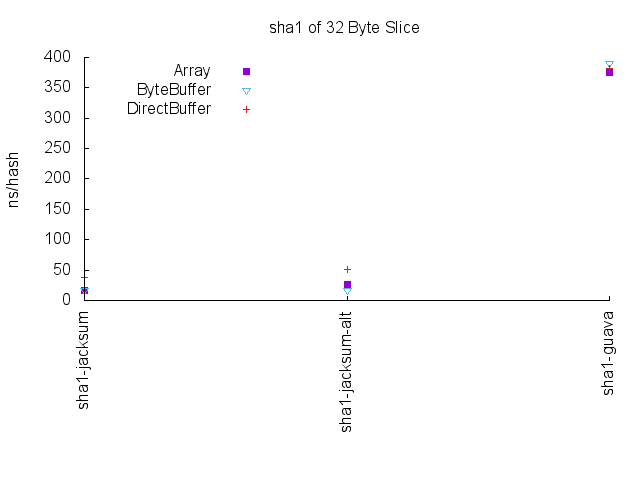 sha1 of 32 Byte Slice
400
350
300
250
200
150
100
50
0
ns/hash
Array
ByteBuffer
DirectBuffer
sha1-jacksum
sha1-jacksum-alt
sha1-guava